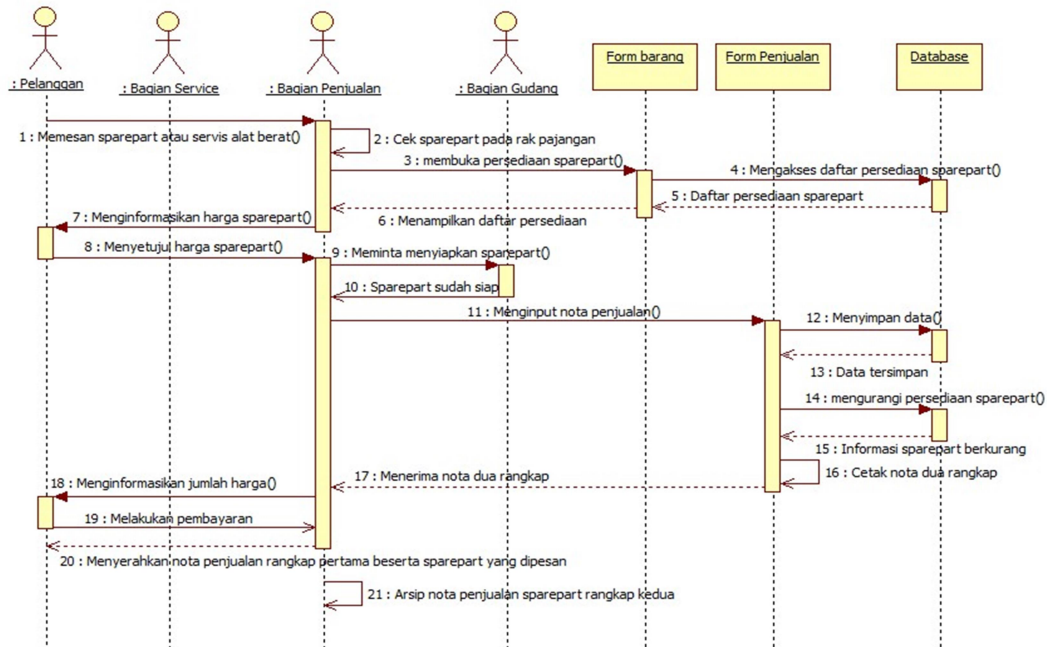 : Pelanggan
: Bagian Service
: Bagian Penjualan
: Bagian Gudang
Form barang
Form Penjualan
Database
1 : Memesan sparepart atau servis alat berat()
2 : Cek sparepart pada rak pajangan
3 : membuka persediaan sparepart()
4 : Mengakses daftar persediaan sparepart()
5 : Daftar persediaan sparepart
6 : Menampilkan daftar persediaan
7 : Menginformasikan harga sparepart()
8 : MenyetujuI harga sparepart()
9 : Meminta menyiapkan sparepart()
10 : Sparepart sudah siap
11 : Menginput nota penjualan()
12 : Menyimpan data()
13 : Data tersimpan
14 : mengurangi persediaan sparepart()
15 : Informasi sparepart berkurang
16 : Cetak nota dua rangkap
17 : Menerima nota dua rangkap
18 : Menginformasikan jumlah harga()
19 : Melakukan pembayaran
20 : Menyerahkan nota penjualan rangkap pertama beserta sparepart yang dipesan
21 : Arsip nota penjualan sparepart rangkap kedua